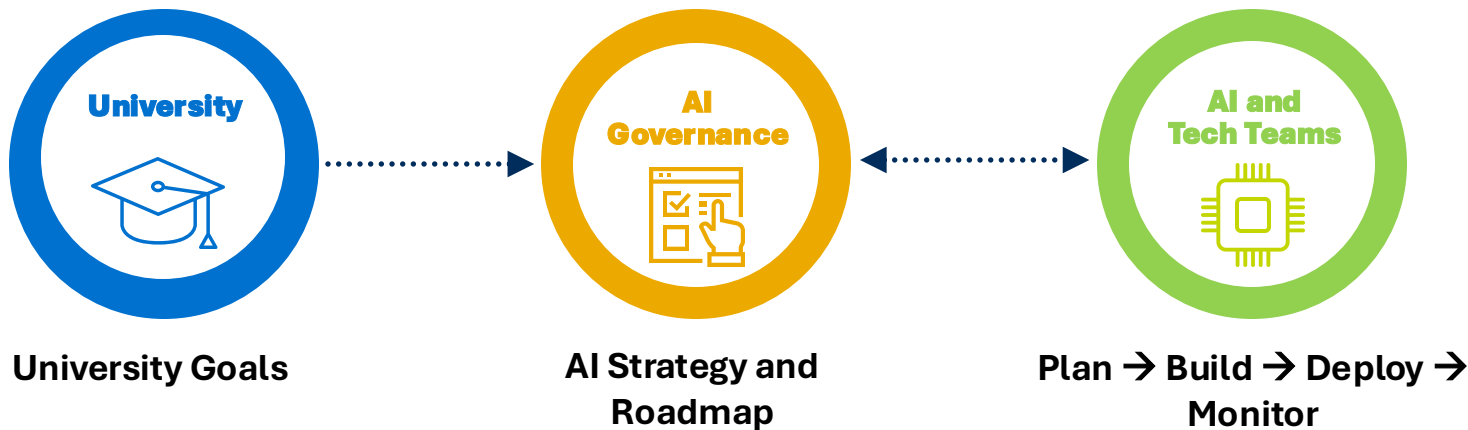 University
AI
Governance
AI and
Tech Teams
University Goals
AI Strategy and
Roadmap
Plan → Build → Deploy →
Monitor